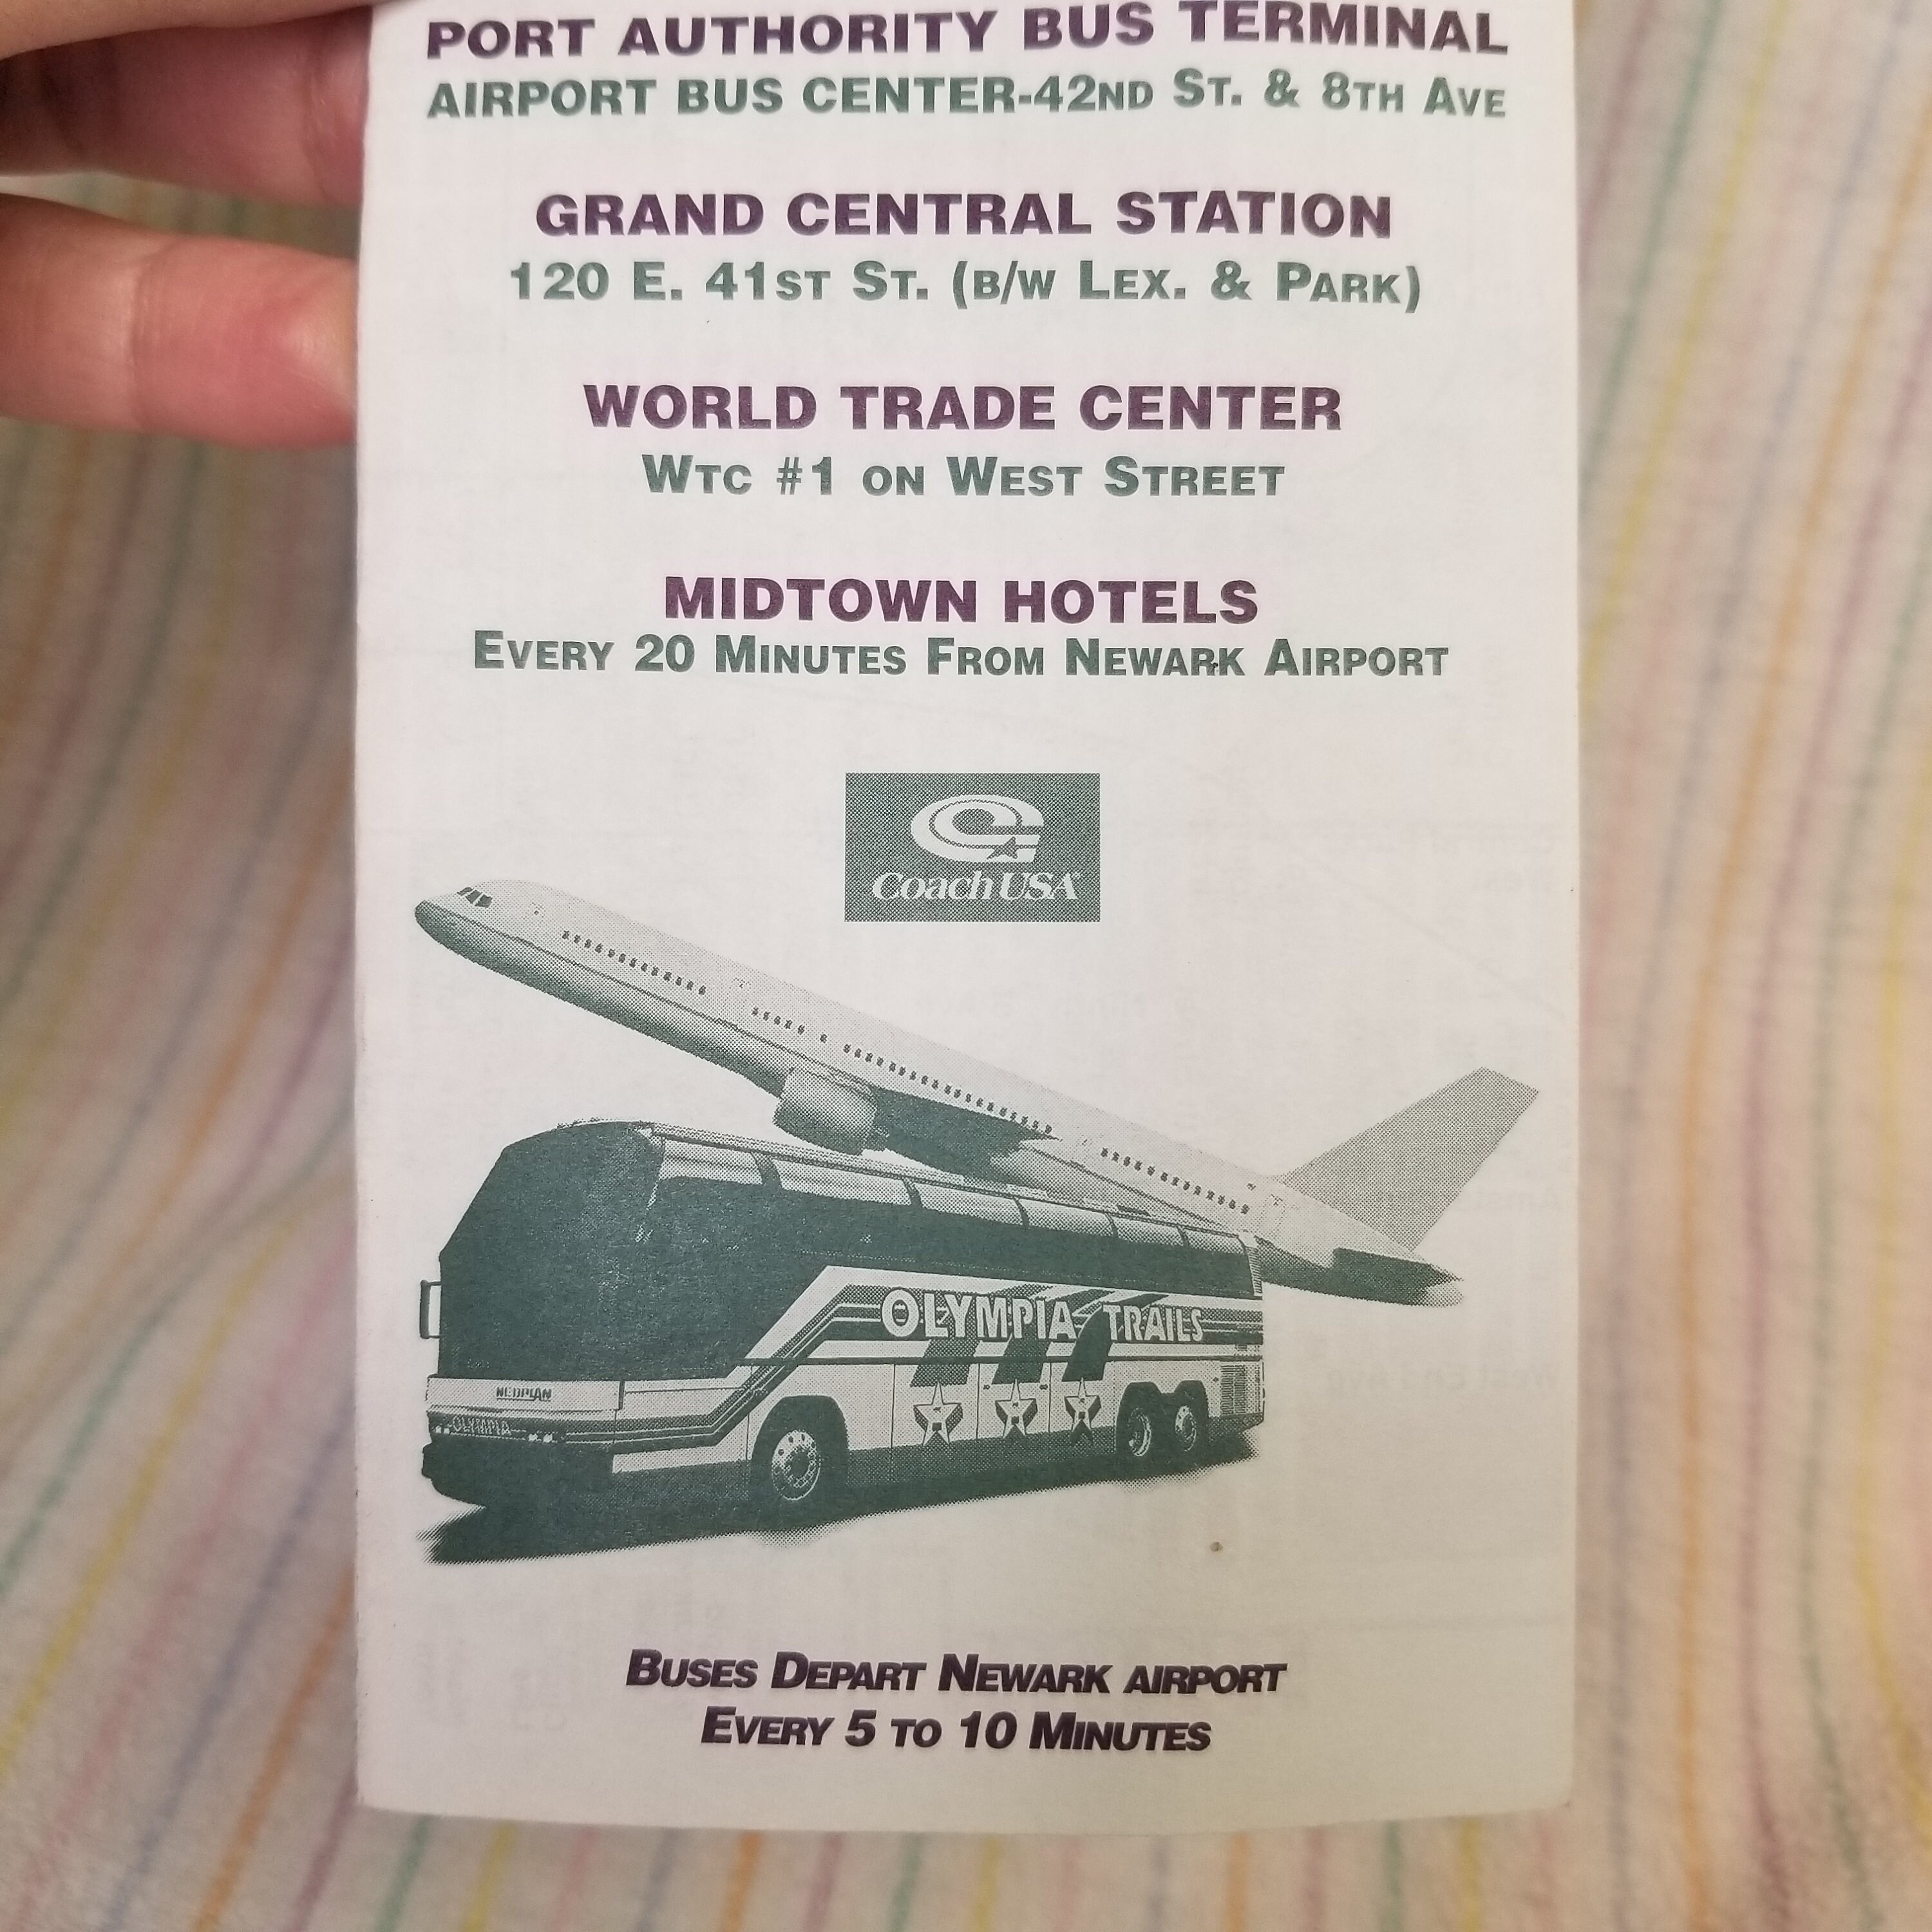 PORT AUTHORITY BUS TERMINAL
AIRPORT BUS CENTER-42ND ST. & 8TH AVE
GRAND CENTRAL STATION
120 E. 41ST ST. (B/W LEX. & PARK)
WORLD TRADE CENTER
WTC #1 ON WEST STREET
MIDTOWN HOTELS
EVERY 20 MINUTES FROM NEWARK AIRPORT
Coach USA
OLYMPIA TRAILS
NEOPLAN
OLYMPIA
BUSES DEPART NEWARK AIRPORT
EVERY 5 TO 10 MINUTES